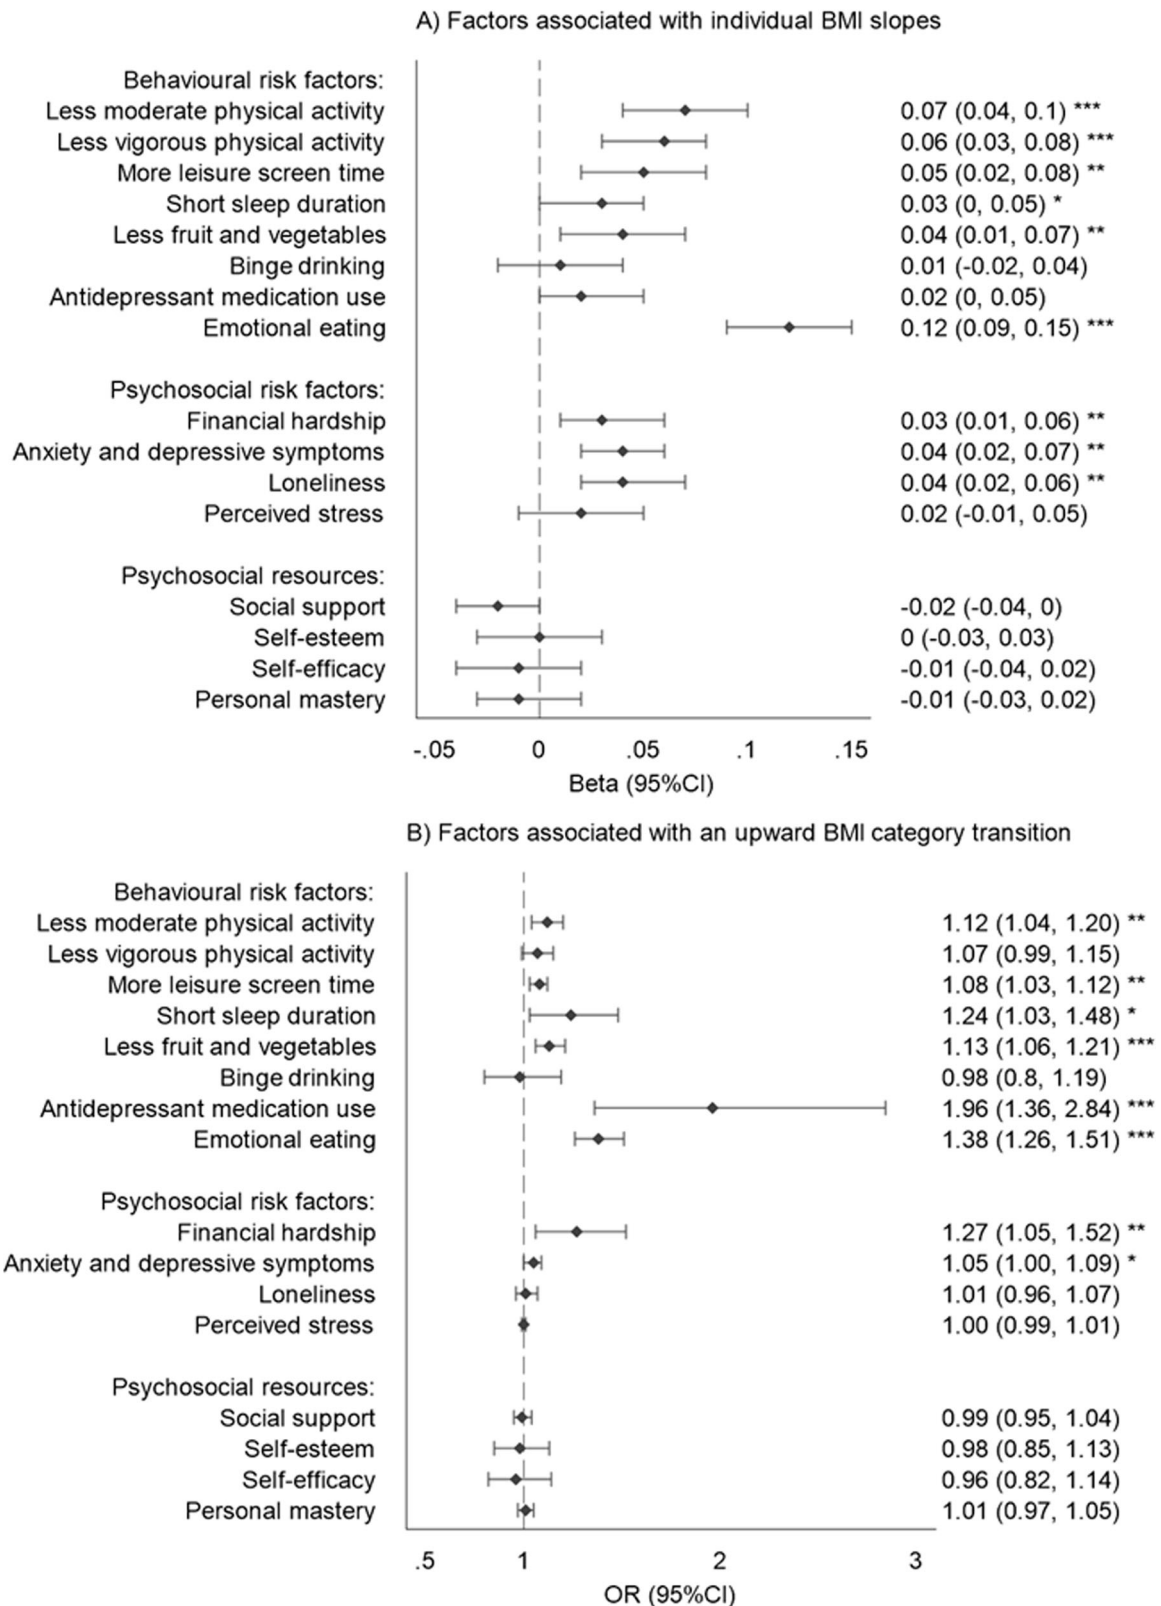 A) Factors associated with individual BMI slopes
Behavioural risk factors:
Less moderate physical activity 0.07 (0.04, 0.1) ***
Less vigorous physical activity 0.06 (0.03, 0.08) ***
More leisure screen time 0.05 (0.02, 0.08) **
Short sleep duration 0.03 (0, 0.05) *
Less fruit and vegetables 0.04 (0.01, 0.07) **
Binge drinking 0.01 (-0.02, 0.04)
Antidepressant medication use 0.02 (0, 0.05)
Emotional eating 0.12 (0.09, 0.15) ***
Psychosocial risk factors:
Financial hardship 0.03 (0.01, 0.06) **
Anxiety and depressive symptoms 0.04 (0.02, 0.07) **
Loneliness 0.04 (0.02, 0.06) **
Perceived stress 0.02 (-0.01, 0.05)
Psychosocial resources:
Social support -0.02 (-0.04, 0)
Self-esteem 0 (-0.03, 0.03)
Self-efficacy -0.01 (-0.04, 0.02)
Personal mastery -0.01 (-0.03, 0.02)
-.05 0 .05 .1 .15
Beta (95%CI)
B) Factors associated with an upward BMI category transition
Behavioural risk factors:
Less moderate physical activity 1.12 (1.04, 1.20) **
Less vigorous physical activity 1.07 (0.99, 1.15)
More leisure screen time 1.08 (1.03, 1.12) **
Short sleep duration 1.24 (1.03, 1.48) *
Less fruit and vegetables 1.13 (1.06, 1.21) ***
Binge drinking 0.98 (0.8, 1.19)
Antidepressant medication use 1.96 (1.36, 2.84) ***
Emotional eating 1.38 (1.26, 1.51) ***
Psychosocial risk factors:
Financial hardship 1.27 (1.05, 1.52) **
Anxiety and depressive symptoms 1.05 (1.00, 1.09) *
Loneliness 1.01 (0.96, 1.07)
Perceived stress 1.00 (0.99, 1.01)
Psychosocial resources:
Social support 0.99 (0.95, 1.04)
Self-esteem 0.98 (0.85, 1.13)
Self-efficacy 0.96 (0.82, 1.14)
Personal mastery 1.01 (0.97, 1.05)
.5 1 2 3
OR (95%CI)